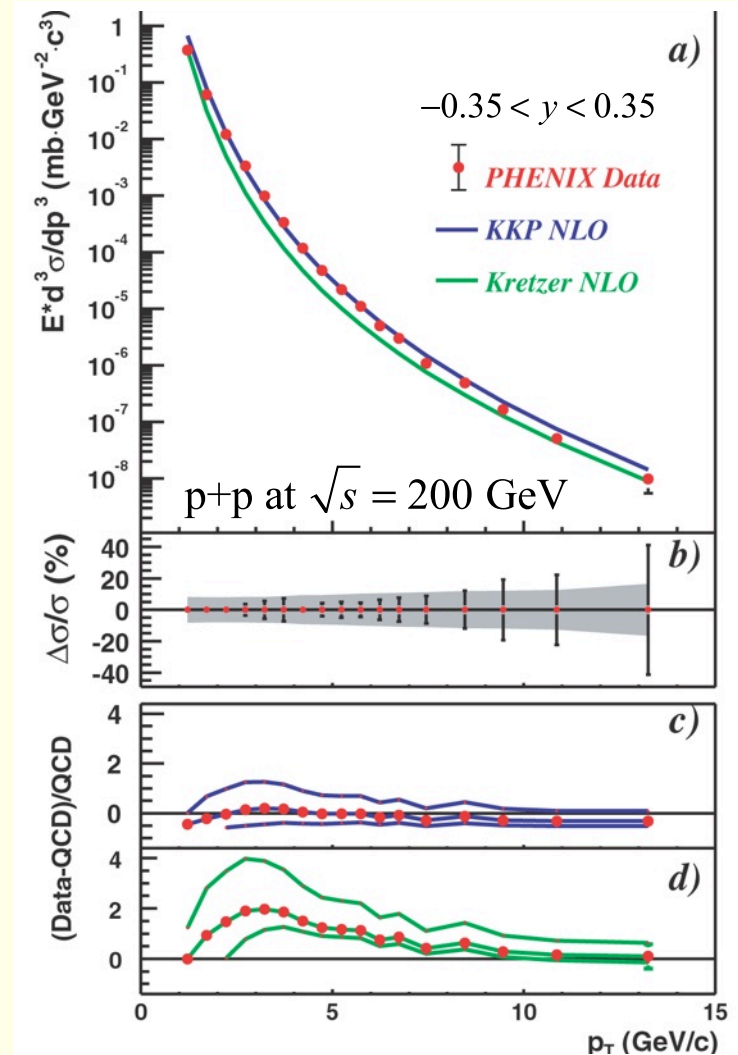 1
10⁻¹
10⁻²
10⁻³
10⁻⁴
10⁻⁵
10⁻⁶
10⁻⁷
10⁻⁸
E*d³σ/dp³ (mb·GeV⁻²·c³)
a)
−0.35 < y < 0.35
PHENIX Data
KKP NLO
Kretzer NLO
p+p at √s = 200 GeV
40
20
0
-20
-40
Δσ/σ (%)
b)
4
2
0
c)
(Data-QCD)/QCD
4
2
0
d)
0 5 10 15
p_T (GeV/c)